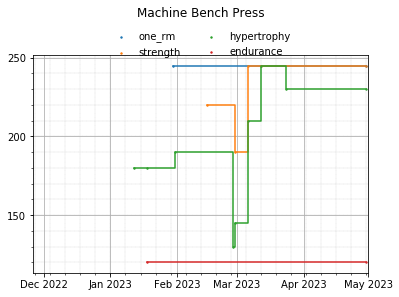 Machine Bench Press
one_rm hypertrophy
strength endurance
250
200
150
Dec 2022 Jan 2023 Feb 2023 Mar 2023 Apr 2023 May 2023